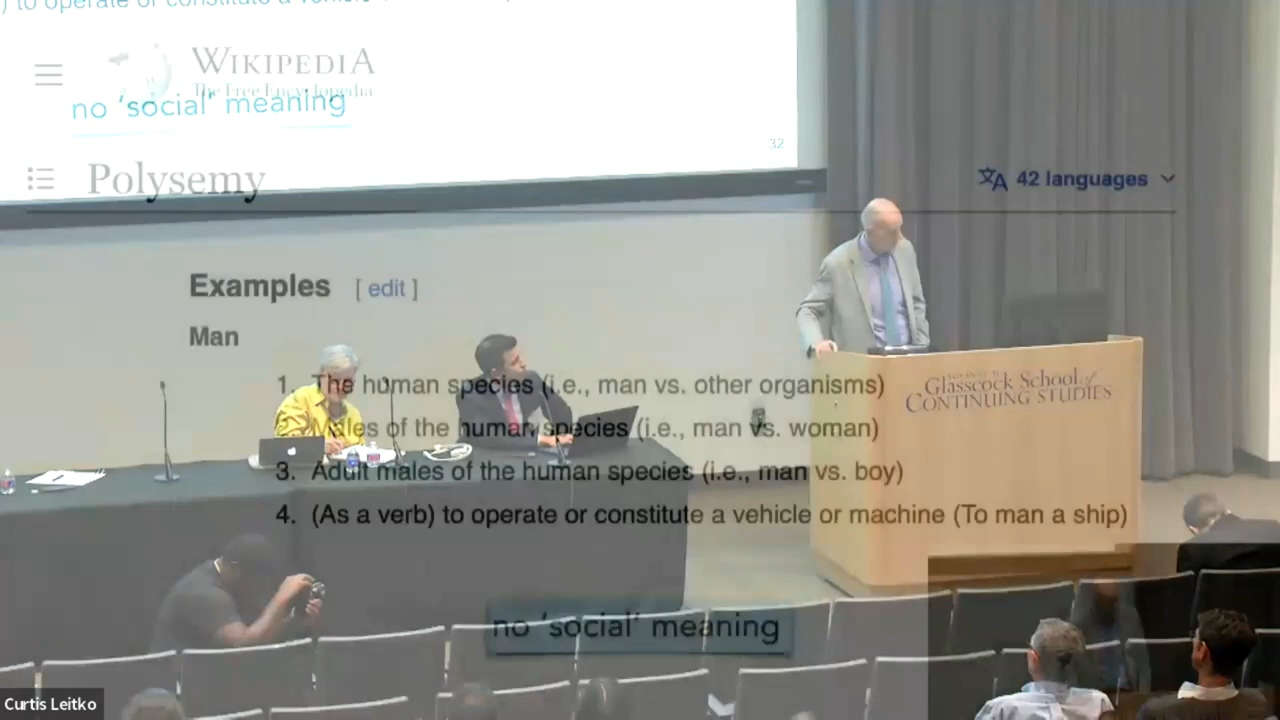 ) to operate or constitute a vehicle
WIKIPEDIA
The Free Encyclopedia
no ‘social’ meaning
32
Polysemy
42 languages
Examples [ edit ]
Man
1. The human species (i.e., man vs. other organisms)
Males of the human species (i.e., man vs. woman)
3. Adult males of the human species (i.e., man vs. boy)
4. (As a verb) to operate or constitute a vehicle or machine (To man a ship)
Glasscock School of
CONTINUING STUDIES
no ‘social’ meaning
Curtis Leitko